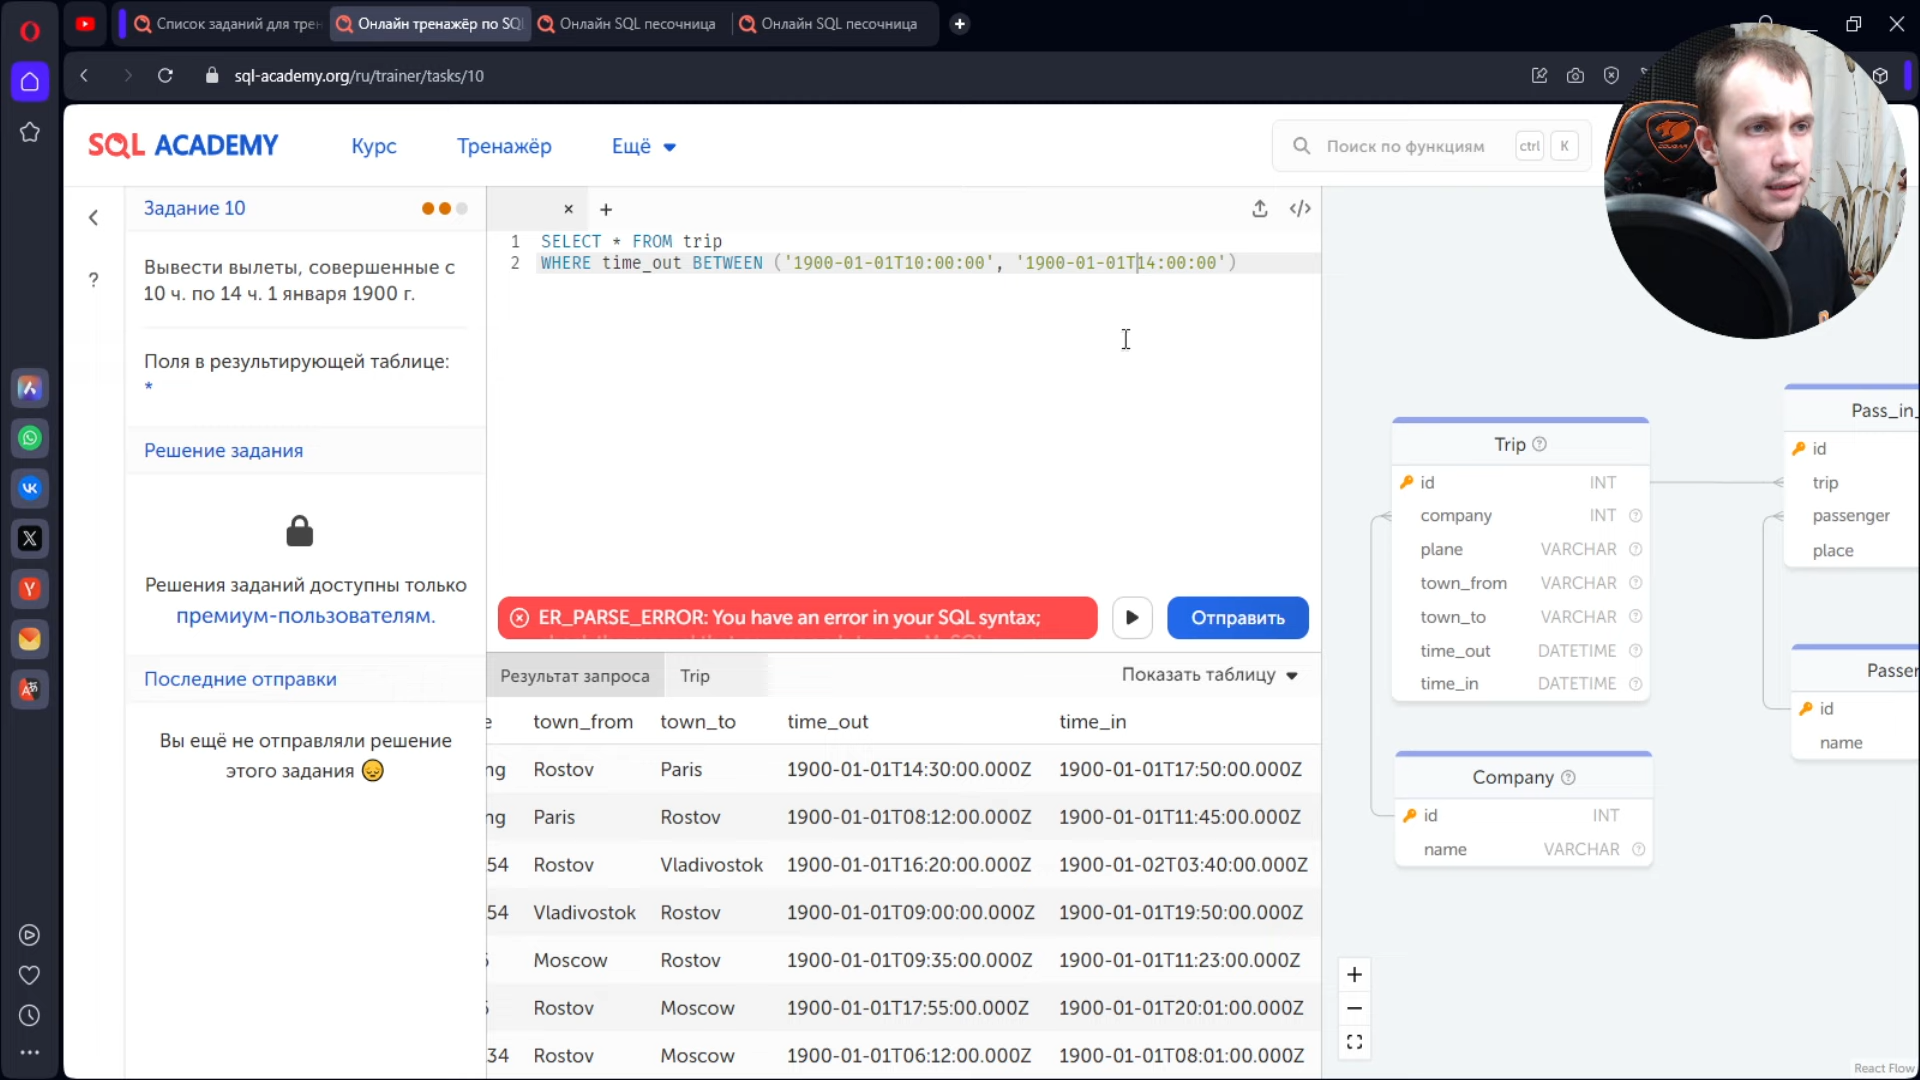 Список заданий для трен
Онлайн тренажёр по SQ
Онлайн SQL песочница
Онлайн SQL песочница
sql-academy.org/ru/trainer/tasks/10
SQL ACADEMY
Курс
Тренажёр
Ещё
Поиск по функциям
ctrl
K
Задание 10
Вывести вылеты, совершенные с
10 ч. по 14 ч. 1 января 1900 г.
Поля в результирующей таблице:
*
Решение задания
Решения заданий доступны только
премиум-пользователям.
Последние отправки
Вы ещё не отправляли решение
этого задания
1 SELECT * FROM trip
2 WHERE time_out BETWEEN ('1900-01-01T10:00:00', '1900-01-01T14:00:00')
ER_PARSE_ERROR: You have an error in your SQL syntax;
Отправить
Результат запроса
Trip
Показать таблицу
e town_from town_to time_out time_in
ng Rostov Paris 1900-01-01T14:30:00.000Z 1900-01-01T17:50:00.000Z
ng Paris Rostov 1900-01-01T08:12:00.000Z 1900-01-01T11:45:00.000Z
54 Rostov Vladivostok 1900-01-01T16:20:00.000Z 1900-01-02T03:40:00.000Z
54 Vladivostok Rostov 1900-01-01T09:00:00.000Z 1900-01-01T19:50:00.000Z
Moscow Rostov 1900-01-01T09:35:00.000Z 1900-01-01T11:23:00.000Z
Rostov Moscow 1900-01-01T17:55:00.000Z 1900-01-01T20:01:00.000Z
34 Rostov Moscow 1900-01-01T06:12:00.000Z 1900-01-01T08:01:00.000Z
Trip
id INT
company INT
plane VARCHAR
town_from VARCHAR
town_to VARCHAR
time_out DATETIME
time_in DATETIME
Company
id INT
name VARCHAR
Pass_in_
id
trip
passenger
place
Passen
id
name
React Flow